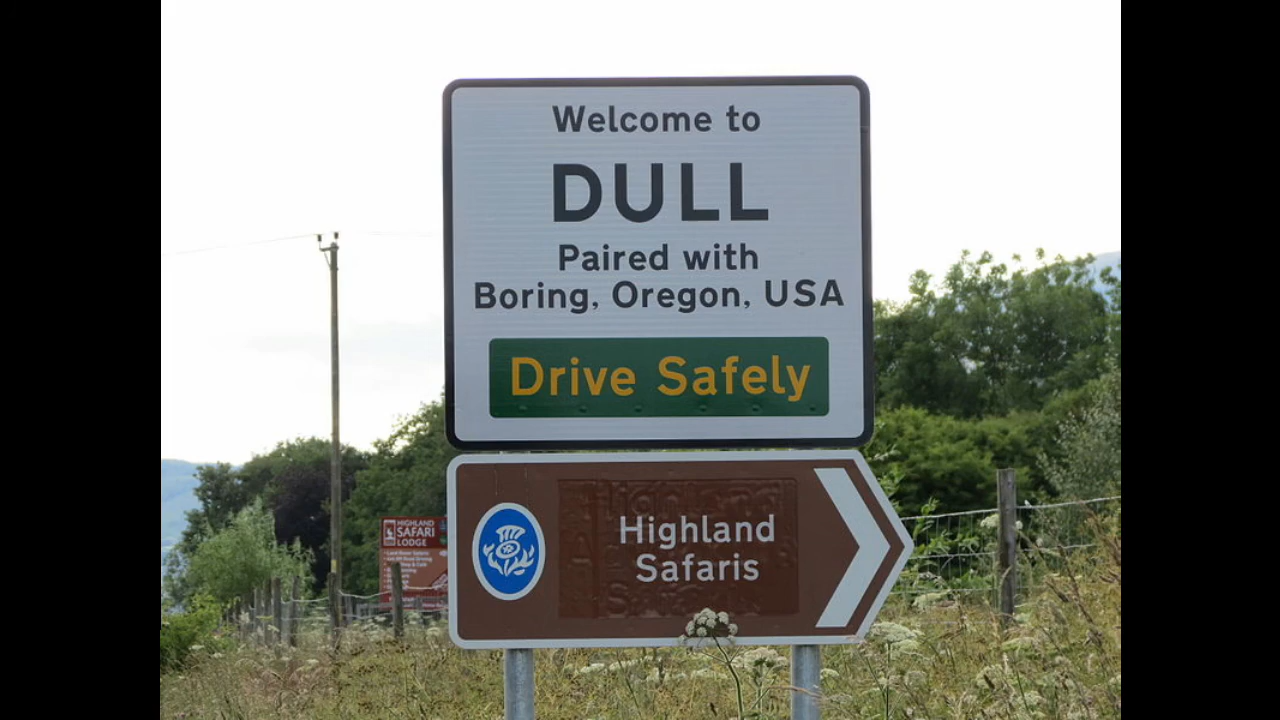 Welcome to
DULL
Paired with
Boring, Oregon, USA
Drive Safely
Highland
Safaris
HIGHLAND
SAFARI
LODGE